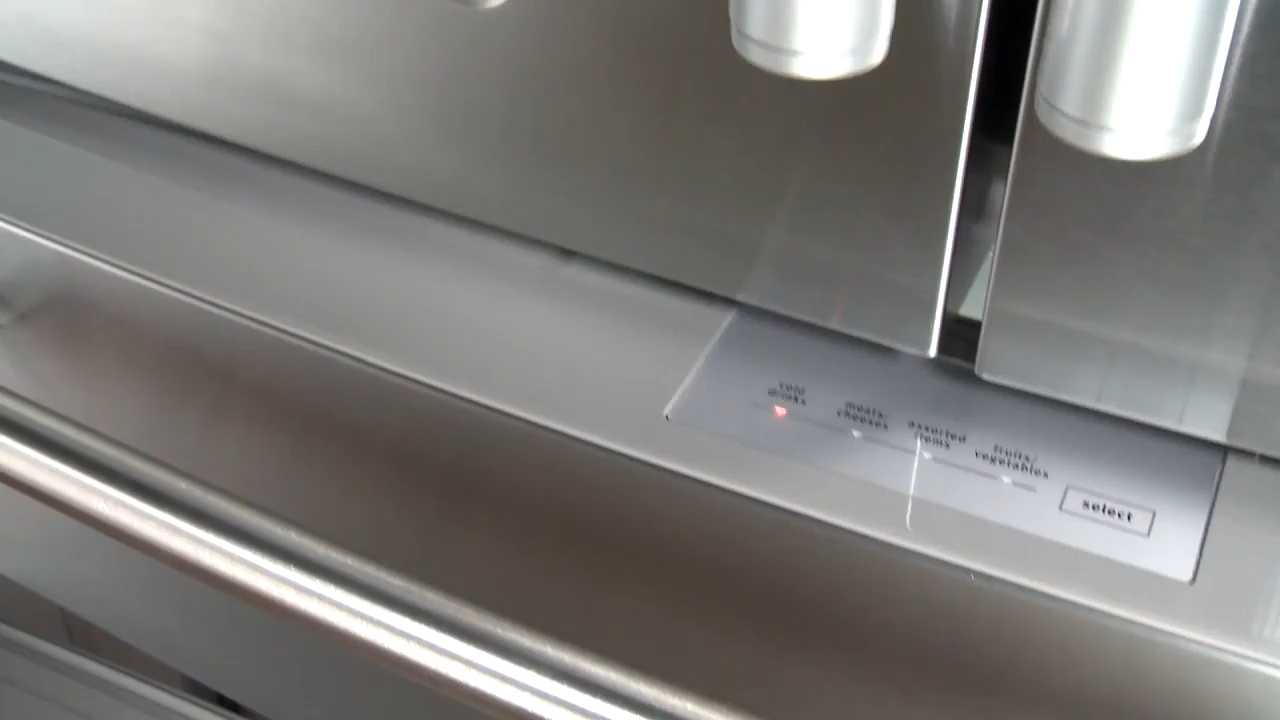 cold
drinks
meats/
cheeses
assorted
items
fruits/
vegetables
select